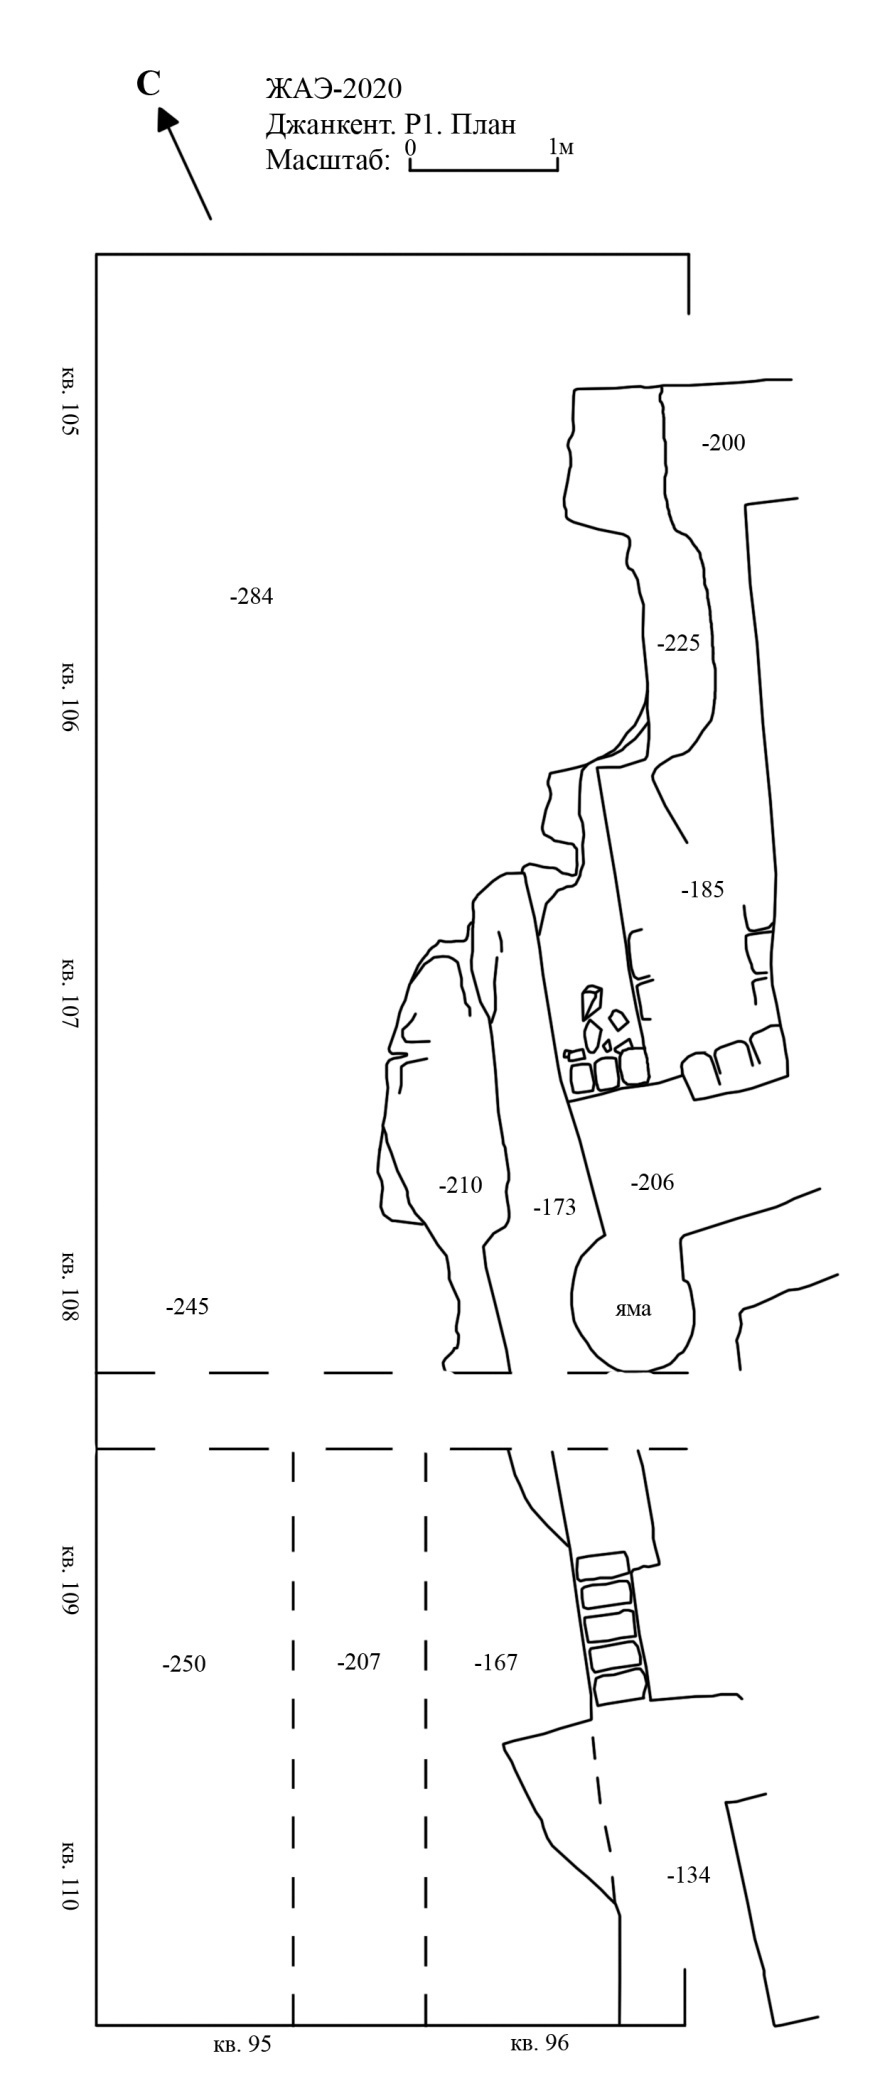 С
ЖАЭ-2020
Джанкент. Р1. План
Масштаб: 0 1м
кв. 105
-200
-284
-225
кв. 106
-185
кв. 107
-210
-173
-206
кв. 108
-245
яма
кв. 109
-250
-207
-167
кв. 110
-134
кв. 95
кв. 96